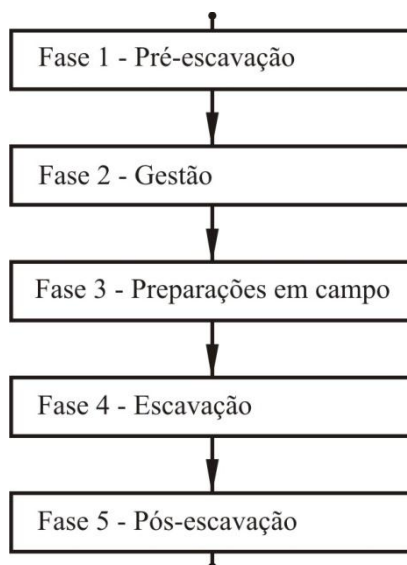 Fase 1 - Pré-escavação
Fase 2 - Gestão
Fase 3 - Preparações em campo
Fase 4 - Escavação
Fase 5 - Pós-escavação